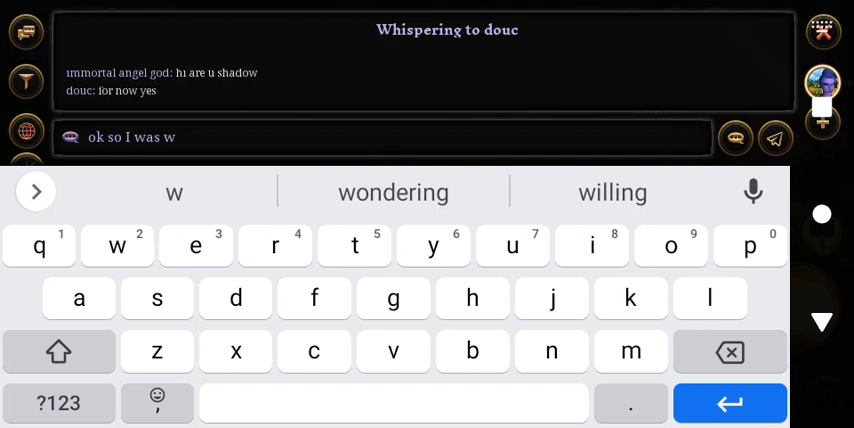 Whispering to douc
immortal angel god: hi are u shadow
douc: for now yes
ok so I was w
w wondering willing
q 1 w 2 e 3 r 4 t 5 y 6 u 7 i 8 o 9 p 0
a s d f g h j k l
z x c v b n m
?123 , .